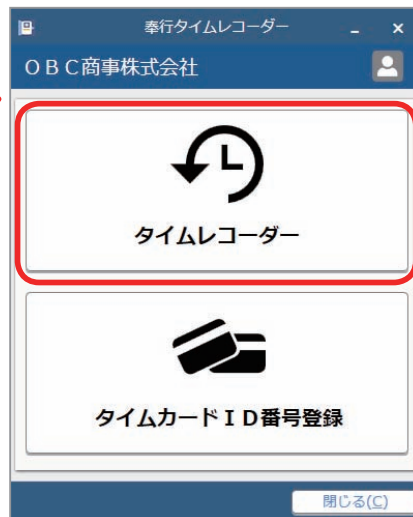 奉行タイムレコーダー
ＯＢＣ商事株式会社
タイムレコーダー
タイムカードＩＤ番号登録
閉じる(C)